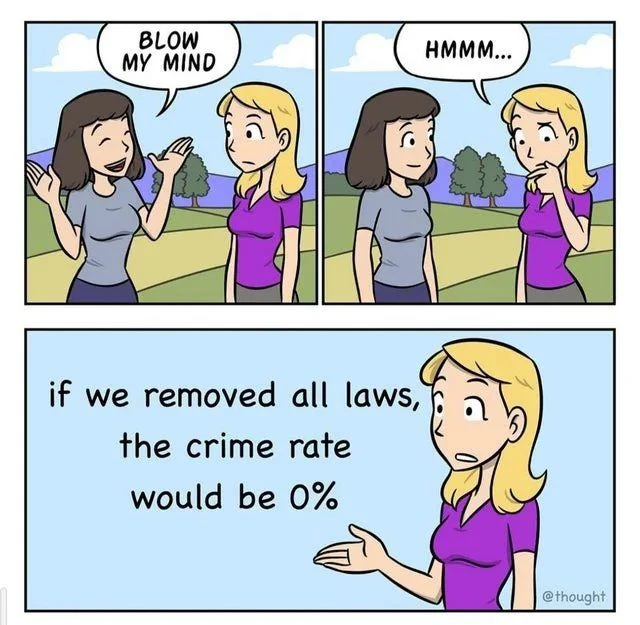 BLOW
MY MIND
HMMM...
if we removed all laws,
the crime rate
would be 0%
@thought